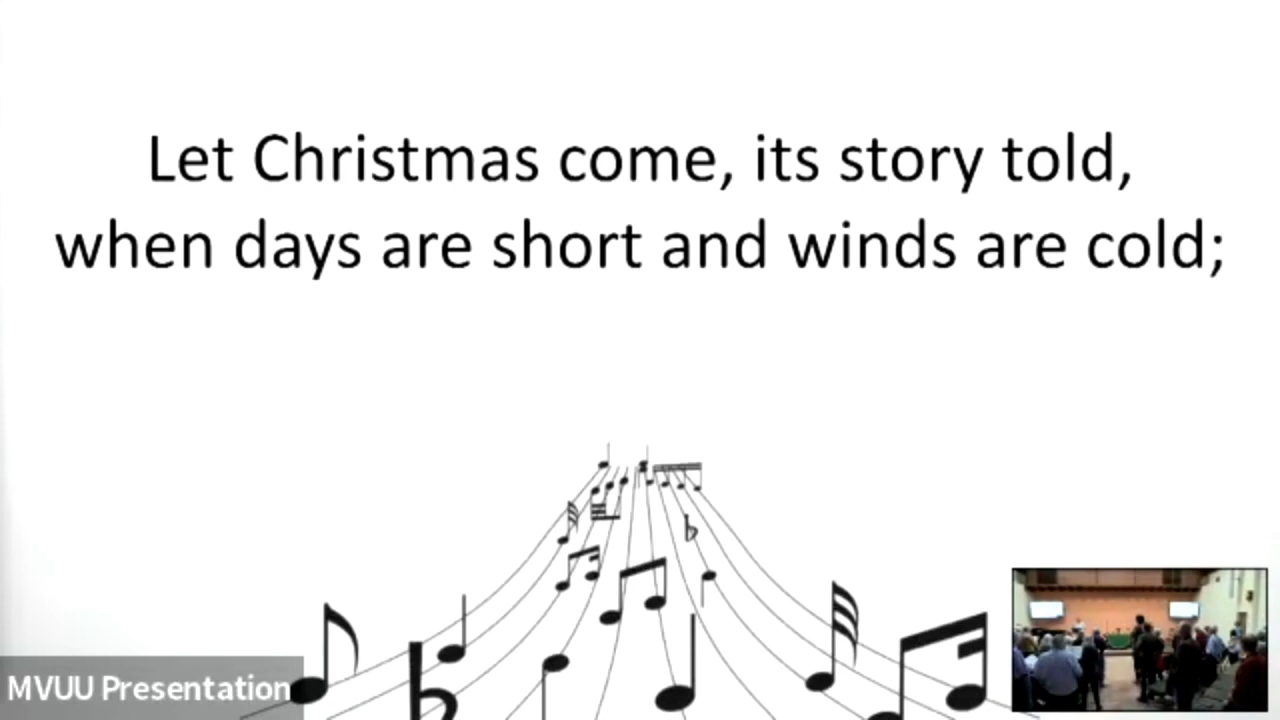 Let Christmas come, its story told,
when days are short and winds are cold;
MVUU Presentation